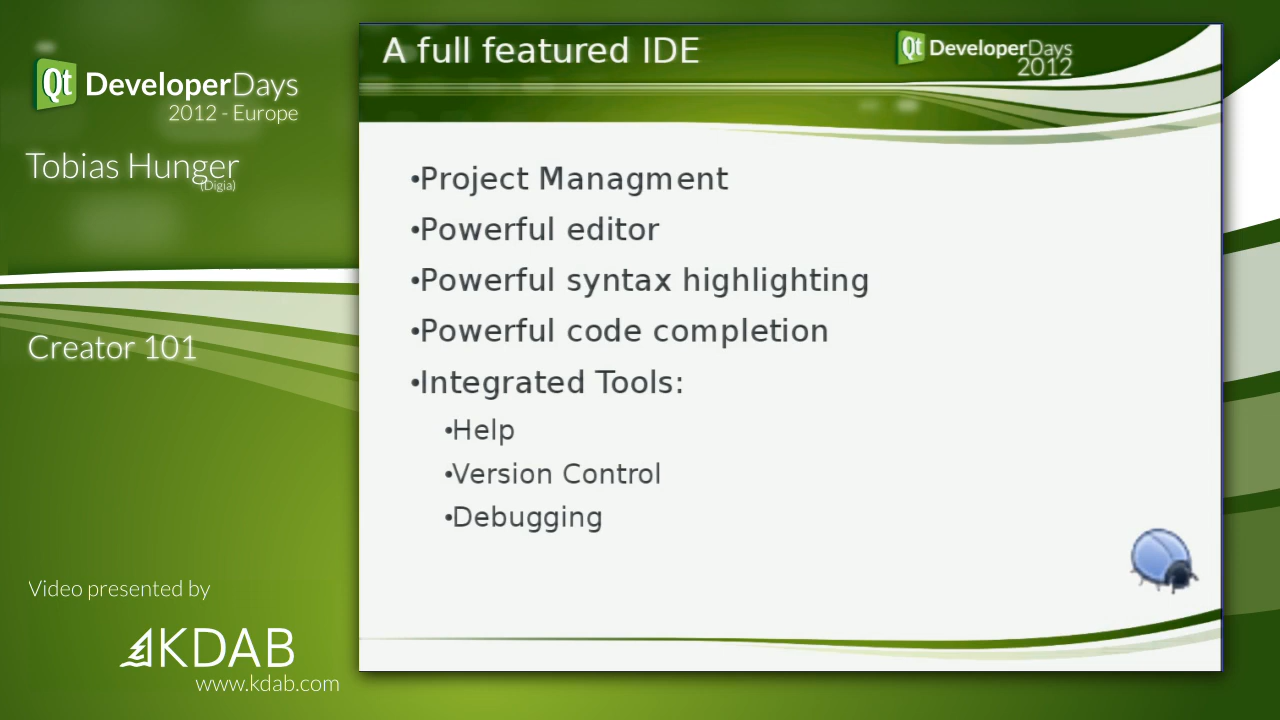 Qt DeveloperDays
2012 - Europe
Tobias Hunger
(Digia)
Creator 101
Video presented by
KDAB
www.kdab.com
A full featured IDE
Qt DeveloperDays
2012
•Project Managment
•Powerful editor
•Powerful syntax highlighting
•Powerful code completion
•Integrated Tools:
•Help
•Version Control
•Debugging